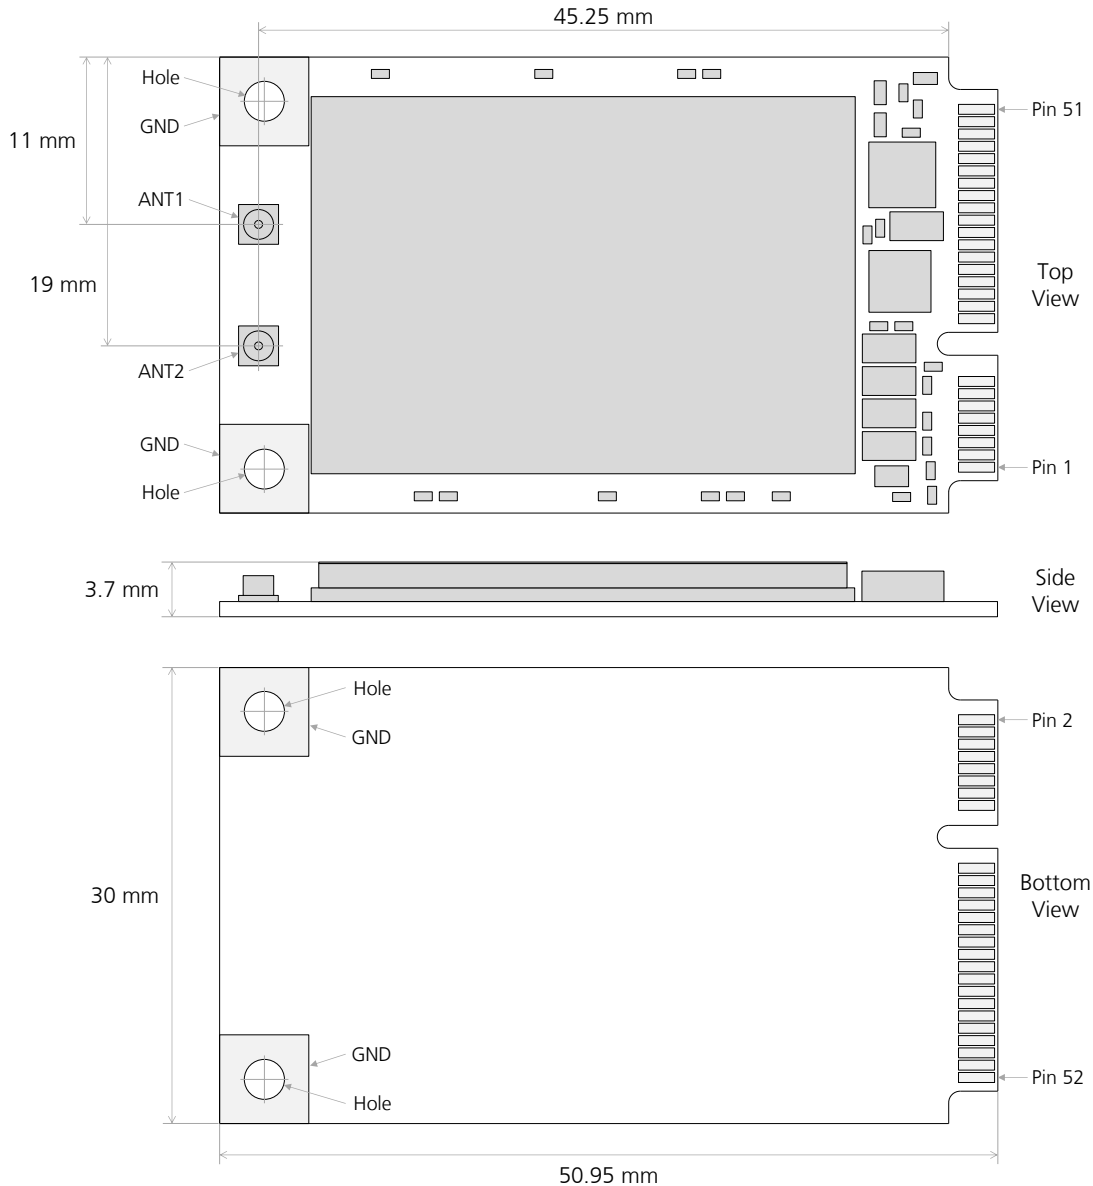 45.25 mm
Hole
Pin 51
GND
11 mm
ANT1
19 mm
Top
View
ANT2
GND
Pin 1
Hole
3.7 mm
Side
View
Hole
Pin 2
GND
30 mm
Bottom
View
GND
Pin 52
Hole
50.95 mm